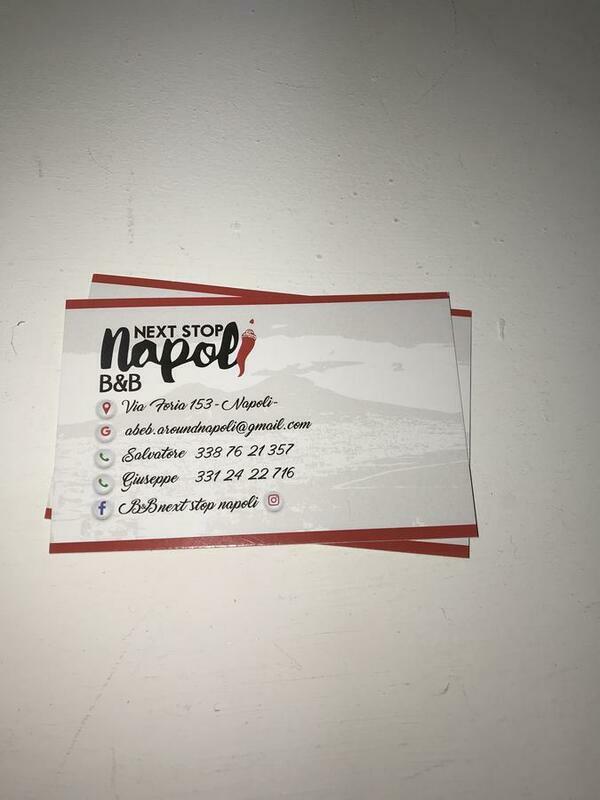 NEXT STOP
Napoli
B&B
Via Foria 153 - Napoli -
abeb.aroundnapoli@gmail.com
Salvatore 338 76 21 357
Giuseppe 331 24 22 716
B&Bnext stop napoli